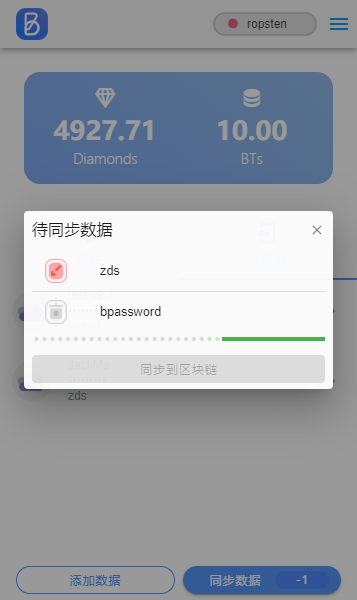 ropsten
4927.71
10.00
Diamonds
BTs
待同步数据
zds
bpassword
同步到区块链
zds
添加数据
同步数据
-1